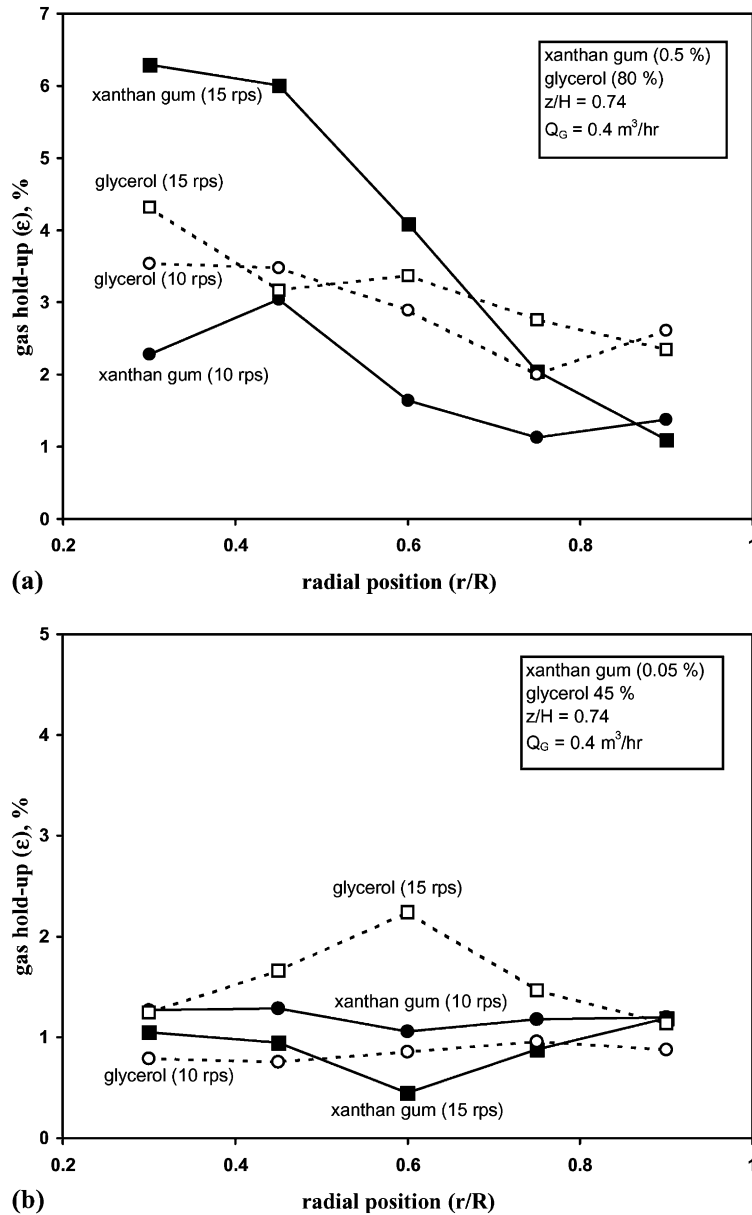 7
6
5
4
3
2
1
0
gas hold-up (ε), %
xanthan gum (15 rps)
glycerol (15 rps)
glycerol (10 rps)
xanthan gum (10 rps)
xanthan gum (0.5 %)
glycerol (80 %)
z/H = 0.74
Q_G = 0.4 m³/hr
0.2 0.4 0.6 0.8 1
(a) radial position (r/R)
5
4
3
2
1
0
gas hold-up (ε), %
xanthan gum (0.05 %)
glycerol 45 %
z/H = 0.74
Q_G = 0.4 m³/hr
glycerol (15 rps)
xanthan gum (10 rps)
glycerol (10 rps)
xanthan gum (15 rps)
0.2 0.4 0.6 0.8 1
(b) radial position (r/R)